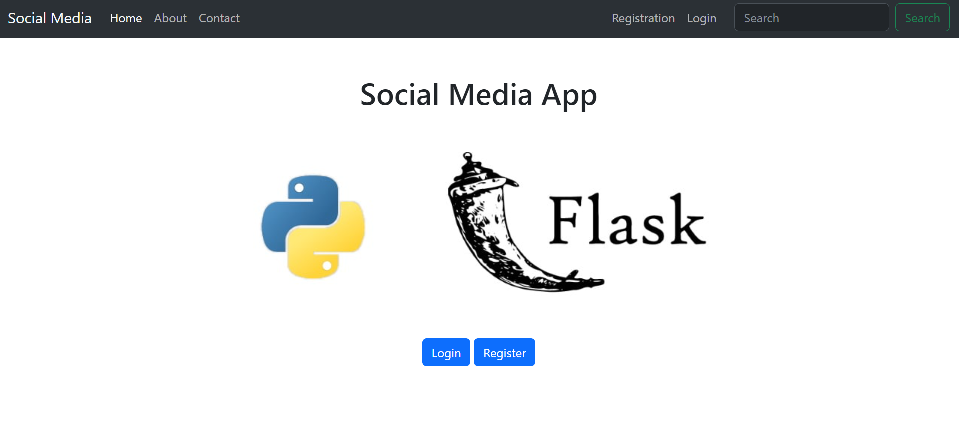 Social Media Home About Contact Registration Login Search Search
Social Media App
Flask
Login Register